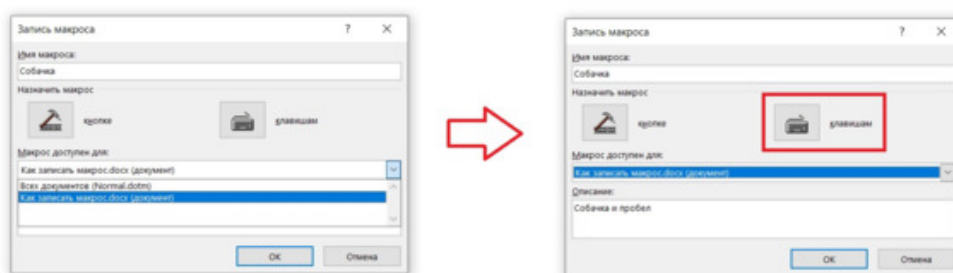 Запись макроса ? ×
Имя макроса:
Собачка
Назначить макрос
кнопке клавишам
Макрос доступен для:
Как записать макрос.docx (документ)
Всех документов (Normal.dotm)
Как записать макрос.docx (документ)
ОК Отмена
Запись макроса ? ×
Имя макроса:
Собачка
Назначить макрос
кнопке клавишам
Макрос доступен для:
Как записать макрос.docx (документ)
Описание:
Собачка и пробел
ОК Отмена